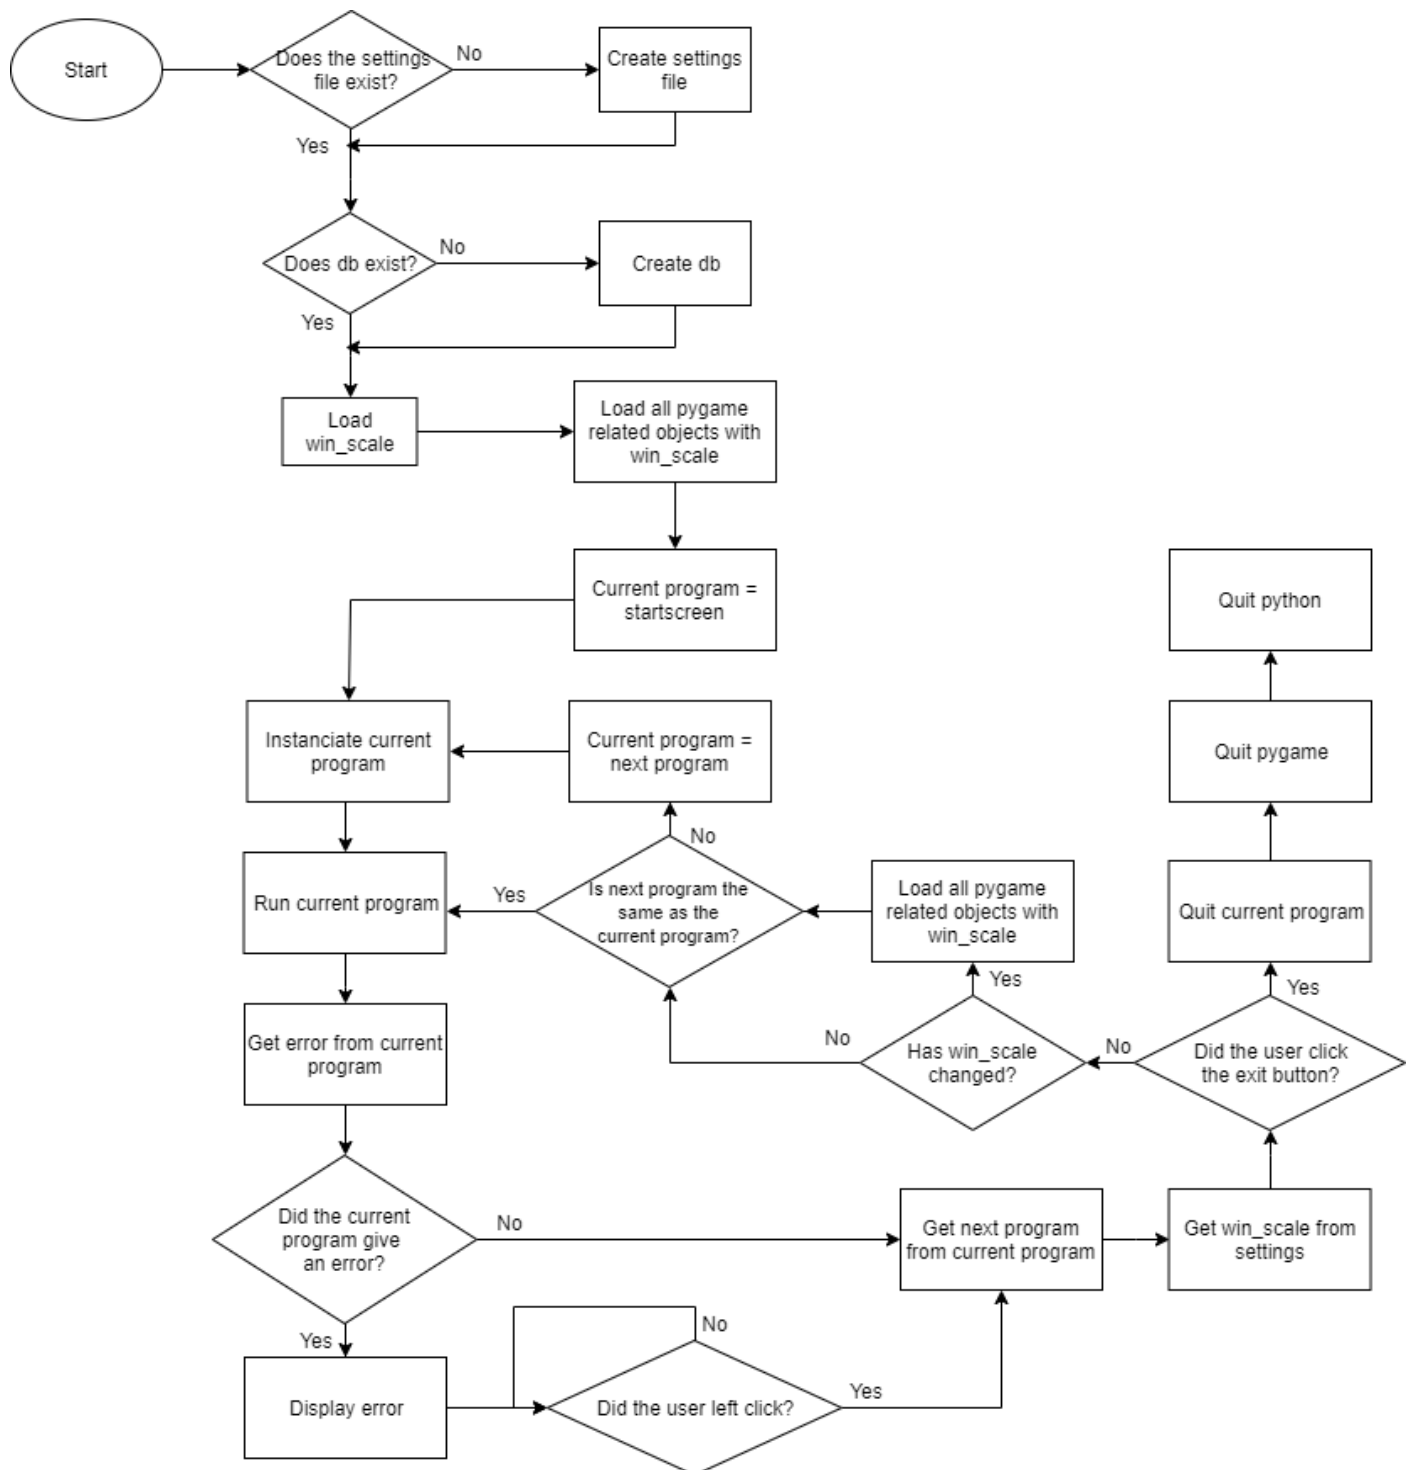 Start
Does the settings
file exist?
No
Create settings
file
Yes
Does db exist?
No
Create db
Yes
Load
win_scale
Load all pygame
related objects with
win_scale
Current program =
startscreen
Quit python
Instanciate current
program
Current program =
next program
Quit pygame
No
Run current program
Yes
Is next program the
same as the
current program?
Load all pygame
related objects with
win_scale
Quit current program
Yes
Yes
Get error from current
program
No
Has win_scale
changed?
No
Did the user click
the exit button?
Did the current
program give
an error?
No
Get next program
from current program
Get win_scale from
settings
Yes
No
Display error
Did the user left click?
Yes